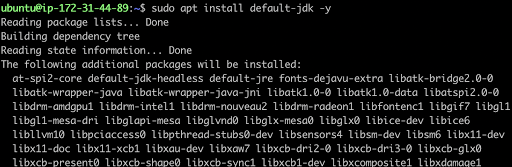 ubuntu@ip-172-31-44-89:~$ sudo apt install default-jdk -y
Reading package lists... Done
Building dependency tree
Reading state information... Done
The following additional packages will be installed:
at-spi2-core default-jdk-headless default-jre fonts-dejavu-extra libatk-bridge2.0-0
libatk-wrapper-java libatk-wrapper-java-jni libatk1.0-0 libatk1.0-data libatspi2.0-0
libdrm-amdgpu1 libdrm-intel1 libdrm-nouveau2 libdrm-radeon1 libfontenc1 libgif7 libgl1
libgl1-mesa-dri libglapi-mesa libglvnd0 libglx-mesa0 libglx0 libice-dev libice6
libllvm10 libpciaccess0 libpthread-stubs0-dev libsensors4 libsm-dev libsm6 libx11-dev
libx11-doc libx11-xcb1 libxau-dev libxaw7 libxcb-dri2-0 libxcb-dri3-0 libxcb-glx0
libxcb-present0 libxcb-shape0 libxcb-sync1 libxcb1-dev libxcomposite1 libxdamage1